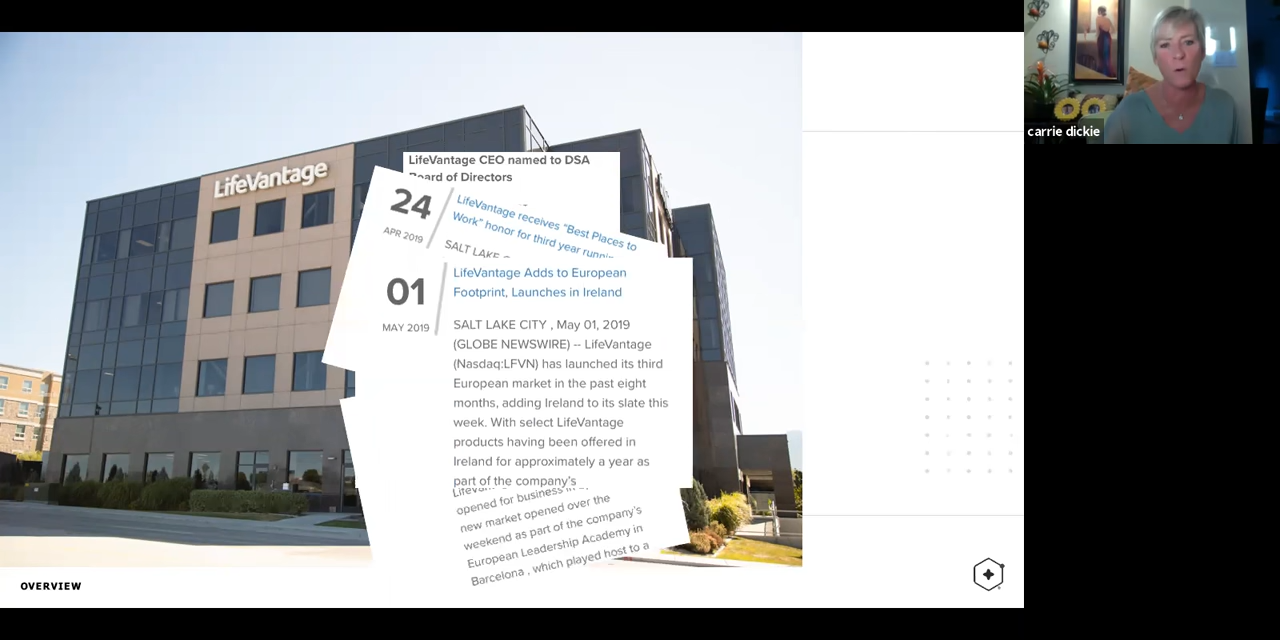 LifeVantage
LifeVantage CEO named to DSA
Board of Directors
24
APR 2019
LifeVantage receives "Best Places to
Work" honor for third year
SALT LAKE
01
MAY 2019
LifeVantage Adds to European
Footprint, Launches in Ireland
SALT LAKE CITY , May 01, 2019
(GLOBE NEWSWIRE) -- LifeVantage
(Nasdaq:LFVN) has launched its third
European market in the past eight
months, adding Ireland to its slate this
week. With select LifeVantage
products having been offered in
Ireland for approximately a year as
part of the company's
opened for business
new market opened over the
weekend as part of the company's
European Leadership Academy in
Barcelona , which played host to a
OVERVIEW
carrie dickie